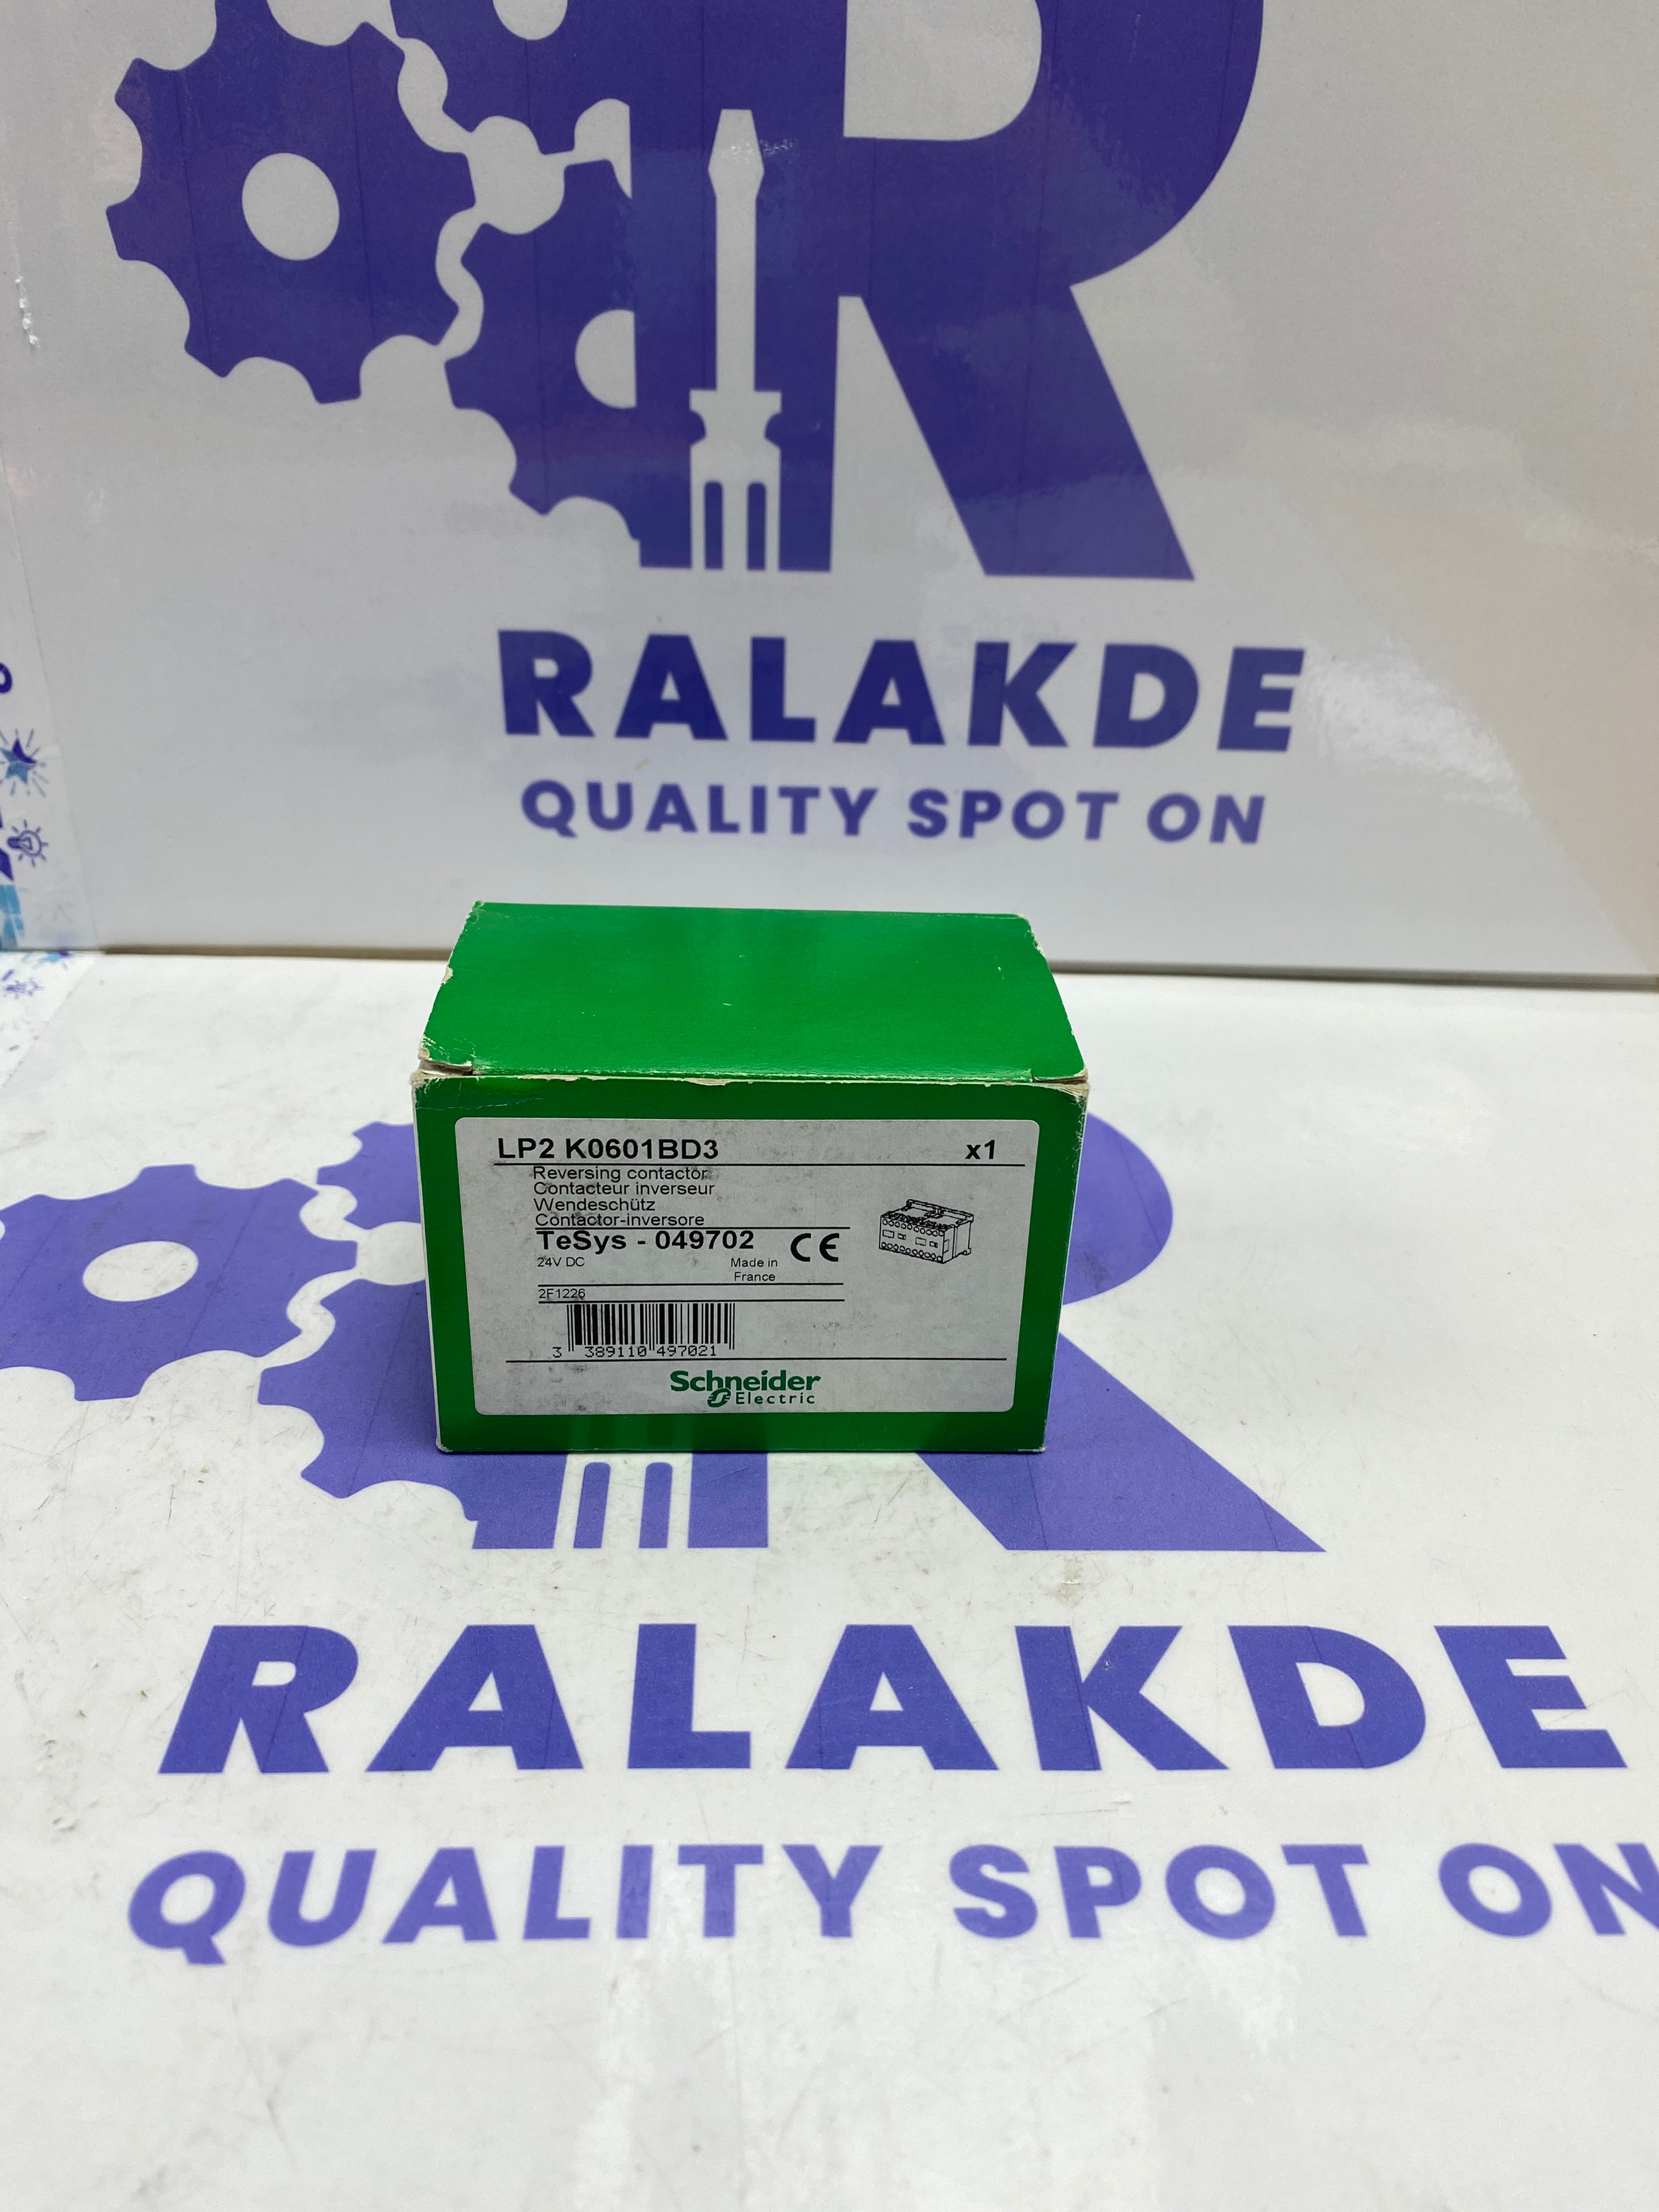 RALAKDE
QUALITY SPOT ON
LP2 K0601BD3 x1
Reversing contactor
Contacteur inverseur
Wendeschütz
Contactor-inversore
TeSys - 049702 CE
24V DC Made in
France
2F1226
3 389110 497021
Schneider
Electric
RALAKDE
QUALITY SPOT ON